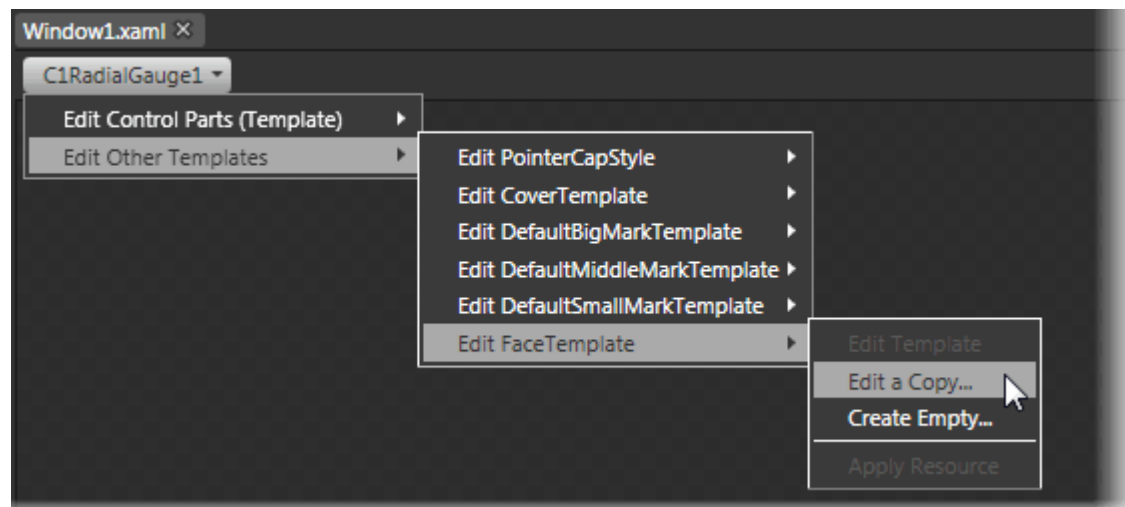 Window1.xaml ×
C1RadialGauge1
Edit Control Parts (Template)
Edit Other Templates
Edit PointerCapStyle
Edit CoverTemplate
Edit DefaultBigMarkTemplate
Edit DefaultMiddleMarkTemplate
Edit DefaultSmallMarkTemplate
Edit FaceTemplate
Edit Template
Edit a Copy...
Create Empty...
Apply Resource